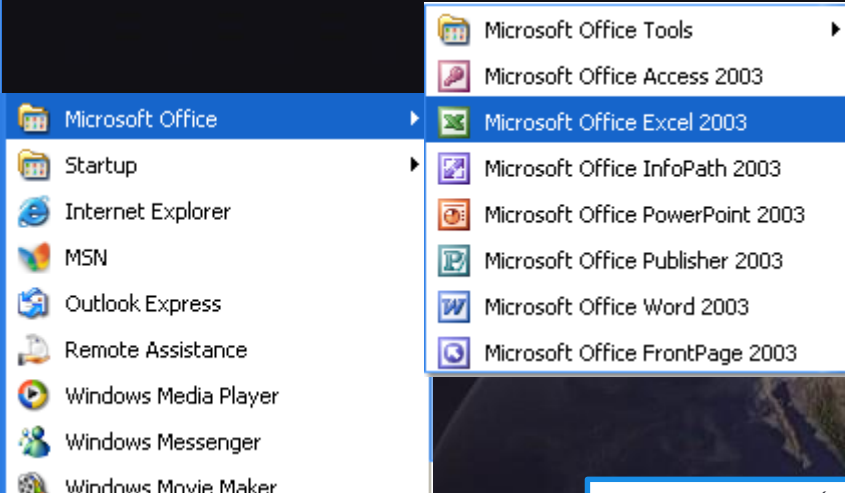 Microsoft Office
Startup
Internet Explorer
MSN
Outlook Express
Remote Assistance
Windows Media Player
Windows Messenger
Windows Movie Maker
Microsoft Office Tools
Microsoft Office Access 2003
Microsoft Office Excel 2003
Microsoft Office InfoPath 2003
Microsoft Office PowerPoint 2003
Microsoft Office Publisher 2003
Microsoft Office Word 2003
Microsoft Office FrontPage 2003